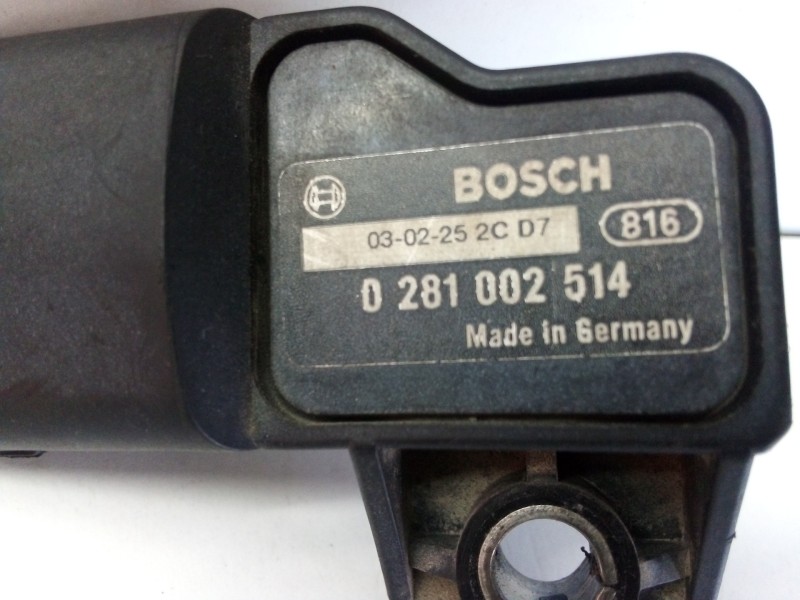 BOSCH
03-02-25 2C D7 816
0 281 002 514
Made in Germany